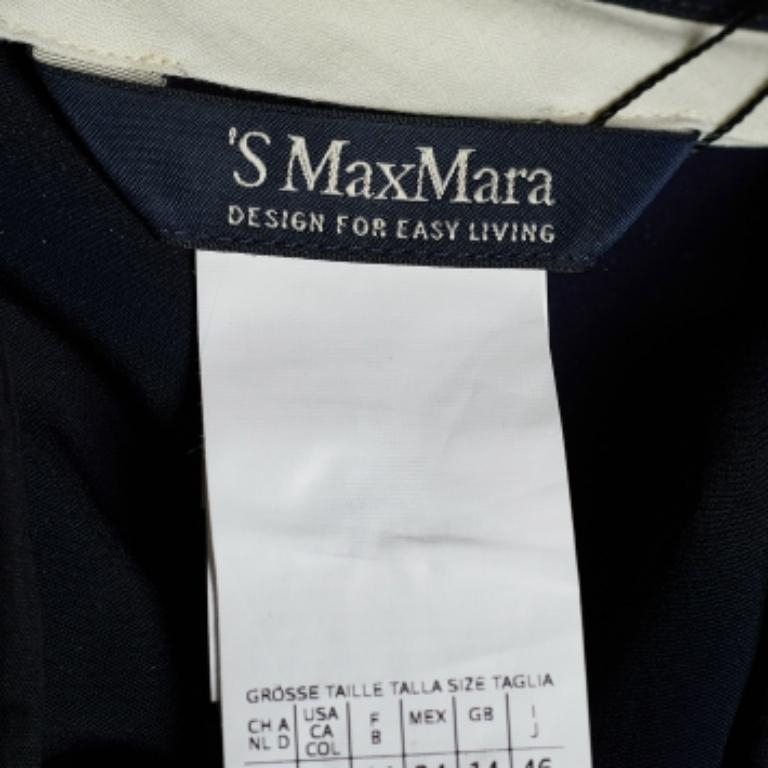 'S MaxMara
DESIGN FOR EASY LIVING
GRÖSSE TAILLE TALLA SIZE TAGLIA
CH A NL D USA CA COL F B MEX GB I J